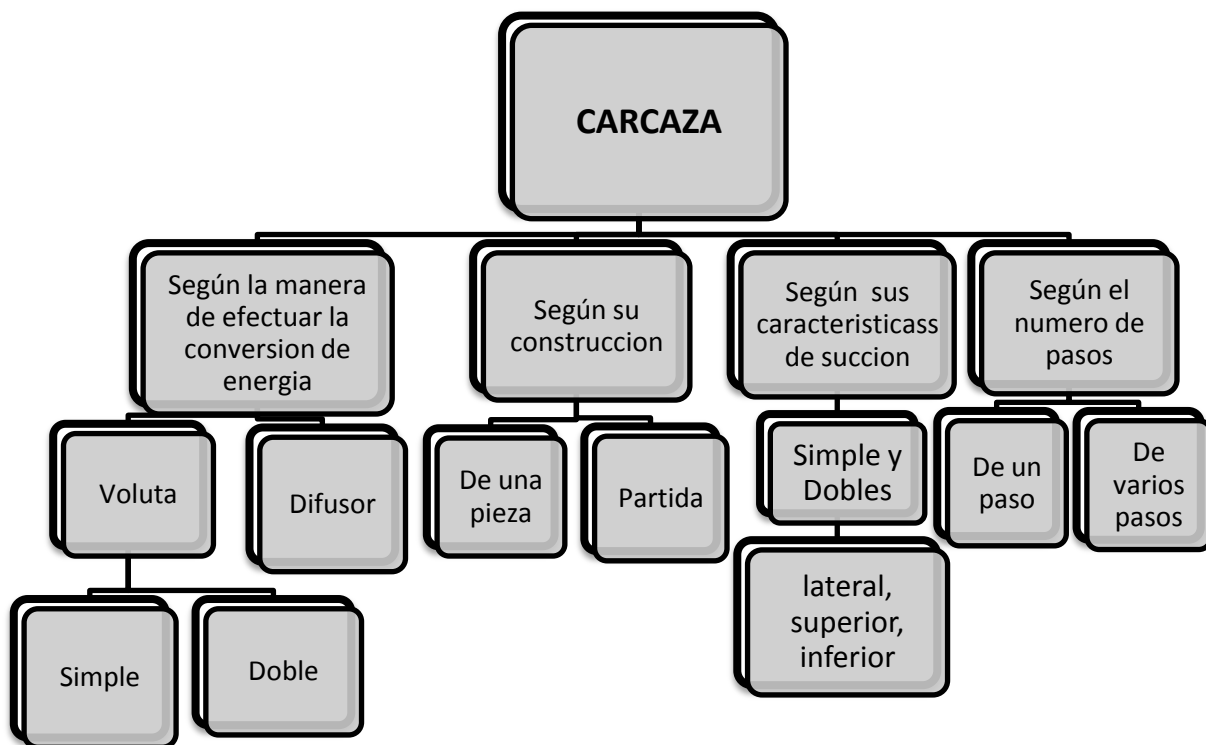 CARCAZA
Según la manera
de efectuar la
conversion de
energia
Según su
construccion
Según sus
caracteristicass
de succion
Según el
numero de
pasos
Voluta
Difusor
De una
pieza
Partida
Simple y
Dobles
De un
paso
De
varios
pasos
Simple
Doble
lateral,
superior,
inferior